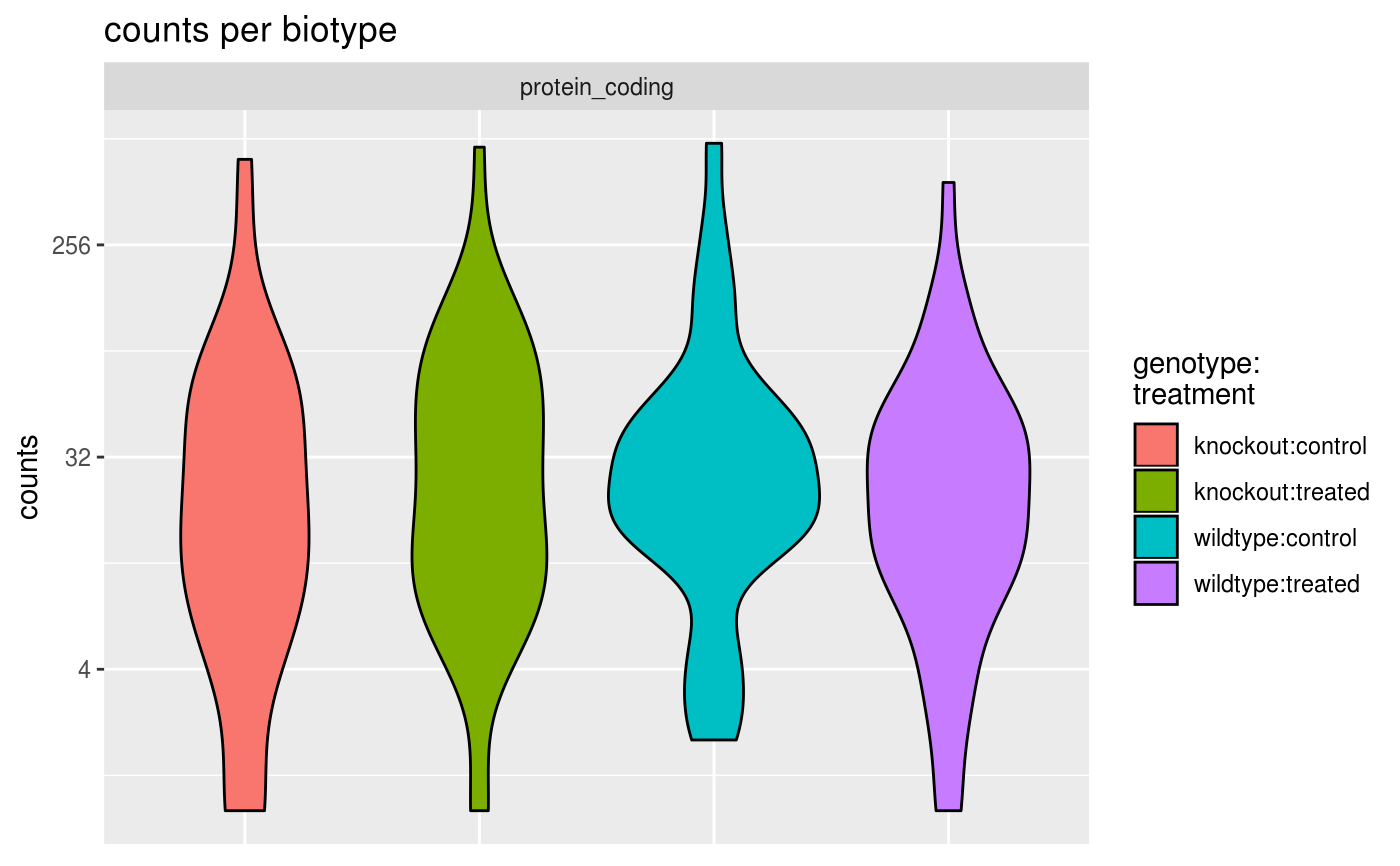 counts per biotype
protein_coding
256
32
4
counts
genotype:
treatment
knockout:control
knockout:treated
wildtype:control
wildtype:treated